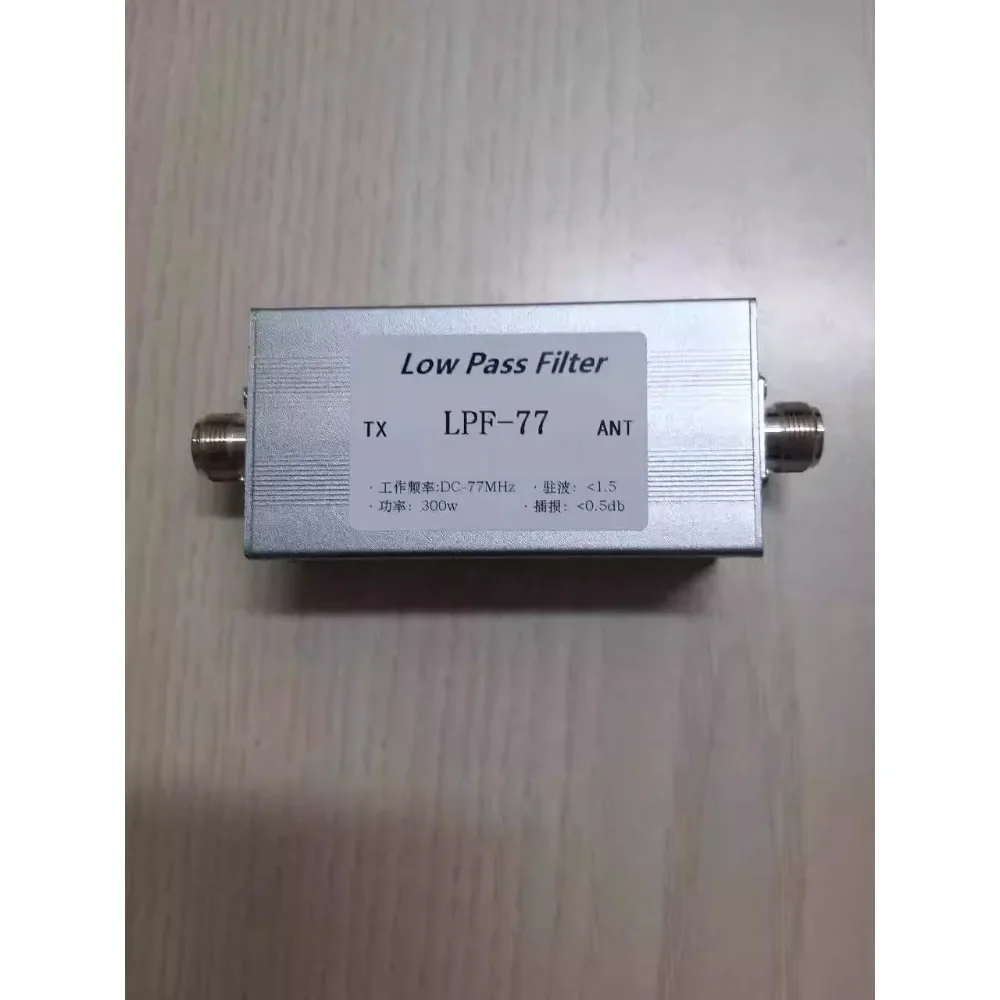 Low Pass Filter
TX LPF-77 ANT
·工作频率:DC-77MHz ·驻波: <1.5
·功率: 300w ·插损: <0.5db